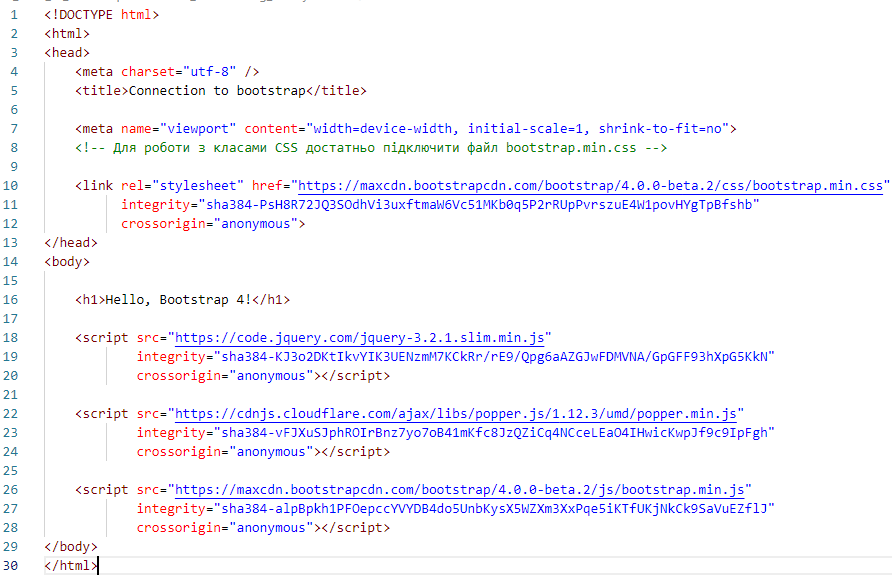 1 <!DOCTYPE html>
2 <html>
3 <head>
4 <meta charset="utf-8" />
5 <title>Connection to bootstrap</title>
6
7 <meta name="viewport" content="width=device-width, initial-scale=1, shrink-to-fit=no">
8 <!-- Для роботи з класами CSS достатньо підключити файл bootstrap.min.css -->
9
10 <link rel="stylesheet" href="https://maxcdn.bootstrapcdn.com/bootstrap/4.0.0-beta.2/css/bootstrap.min.css"
11 integrity="sha384-PsH8R72JQ3SOdhVi3uxftmaW6Vc51MKb0q5P2rRUpPvrszuE4W1povHYgTpBfshb"
12 crossorigin="anonymous">
13 </head>
14 <body>
15
16 <h1>Hello, Bootstrap 4!</h1>
17
18 <script src="https://code.jquery.com/jquery-3.2.1.slim.min.js"
19 integrity="sha384-KJ3o2DKtIkvYIK3UENzmM7KCkRr/rE9/Qpg6aAZGJwFDMVNA/GpGFF93hXpG5KkN"
20 crossorigin="anonymous"></script>
21
22 <script src="https://cdnjs.cloudflare.com/ajax/libs/popper.js/1.12.3/umd/popper.min.js"
23 integrity="sha384-vFJXuSJphROIrBnz7yo7oB41mKfc8JzQZiCq4NCceLEaO4IHwicKwpJf9c9IpFgh"
24 crossorigin="anonymous"></script>
25
26 <script src="https://maxcdn.bootstrapcdn.com/bootstrap/4.0.0-beta.2/js/bootstrap.min.js"
27 integrity="sha384-alpBpkh1PFOepccYVYDB4do5UnbKysX5WZXm3XxPqe5iKTfUKjNkCk9SaVuEZflJ"
28 crossorigin="anonymous"></script>
29 </body>
30 </html>